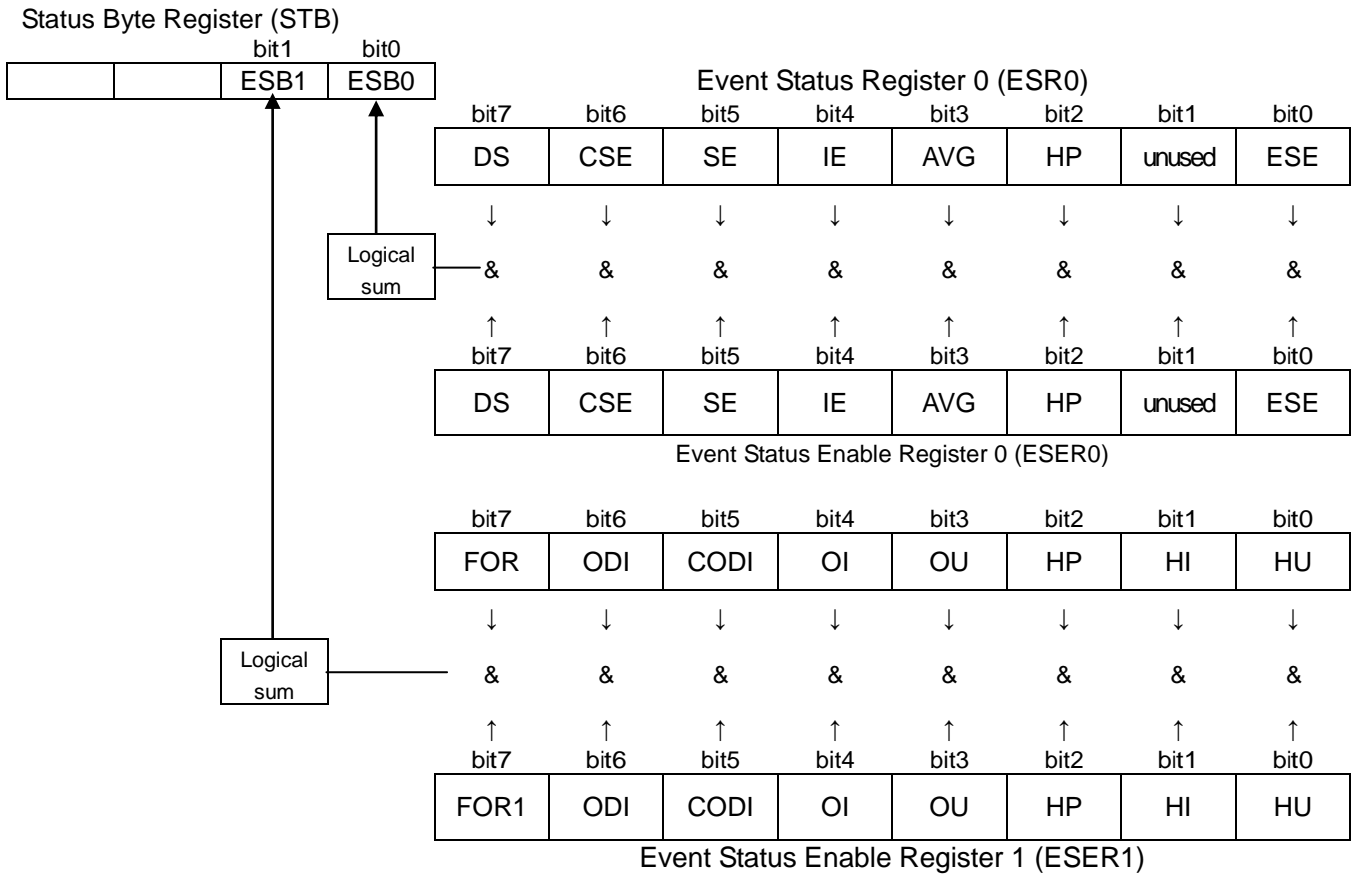 Status Byte Register (STB)
bit1 bit0
ESB1 ESB0
Event Status Register 0 (ESR0)
bit7 bit6 bit5 bit4 bit3 bit2 bit1 bit0
DS CSE SE IE AVG HP unused ESE
↓ ↓ ↓ ↓ ↓ ↓ ↓ ↓
Logical
sum
& & & & & & & &
↑ ↑ ↑ ↑ ↑ ↑ ↑ ↑
bit7 bit6 bit5 bit4 bit3 bit2 bit1 bit0
DS CSE SE IE AVG HP unused ESE
Event Status Enable Register 0 (ESER0)
bit7 bit6 bit5 bit4 bit3 bit2 bit1 bit0
FOR ODI CODI OI OU HP HI HU
↓ ↓ ↓ ↓ ↓ ↓ ↓ ↓
Logical
sum
& & & & & & & &
↑ ↑ ↑ ↑ ↑ ↑ ↑ ↑
bit7 bit6 bit5 bit4 bit3 bit2 bit1 bit0
FOR1 ODI CODI OI OU HP HI HU
Event Status Enable Register 1 (ESER1)